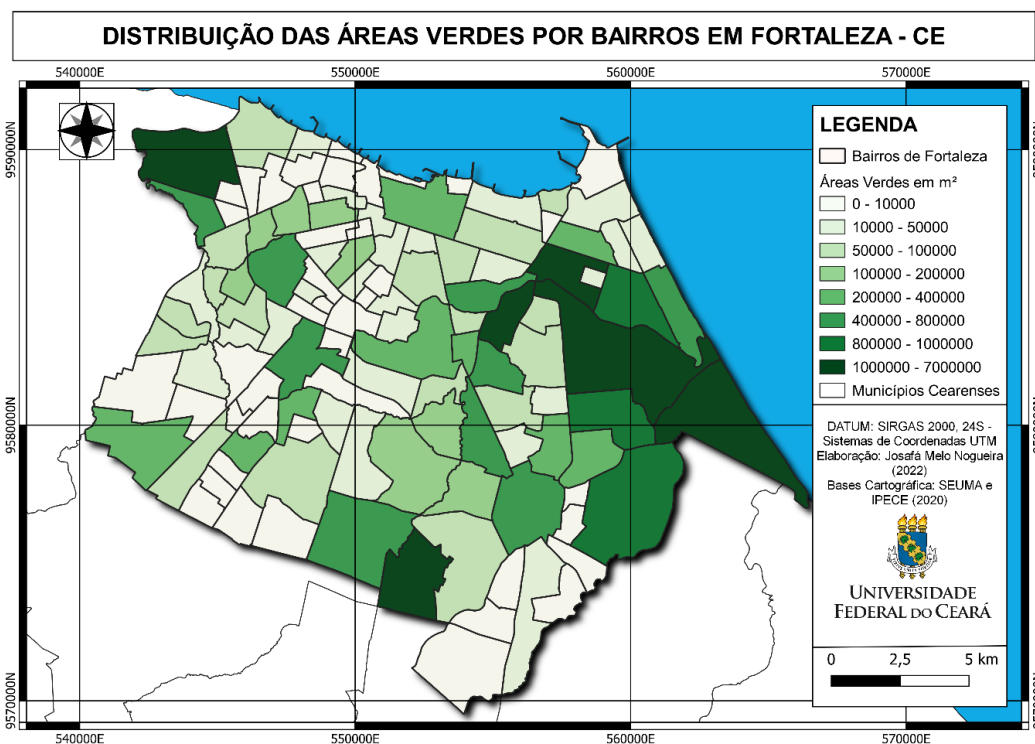 DISTRIBUIÇÃO DAS ÁREAS VERDES POR BAIRROS EM FORTALEZA - CE
540000E
550000E
560000E
570000E
9590000N
9580000N
9570000N
LEGENDA
Bairros de Fortaleza
Áreas Verdes em m²
0 - 10000
10000 - 50000
50000 - 100000
100000 - 200000
200000 - 400000
400000 - 800000
800000 - 1000000
1000000 - 7000000
Municípios Cearenses
DATUM: SIRGAS 2000, 24S -
Sistemas de Coordenadas UTM
Elaboração: Josafá Melo Nogueira
(2022)
Bases Cartográfica: SEUMA e
IPECE (2020)
UNIVERSIDADE
FEDERAL DO CEARÁ
0 2,5 5 km
540000E
550000E
560000E
570000E